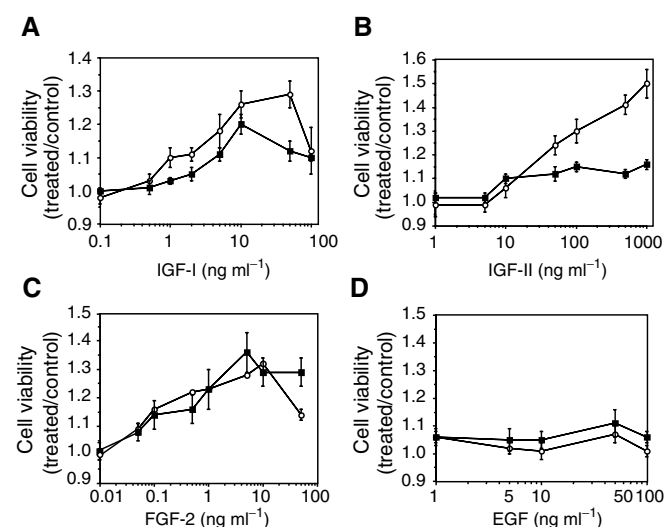 A
Cell viability
(treated/control)
1.4
1.3
1.2
1.1
1.0
0.9
0.1
1
10
100
IGF-I (ng ml⁻¹)
B
Cell viability
(treated/control)
1.6
1.5
1.4
1.3
1.2
1.1
1.0
0.9
1
10
100
1000
IGF-II (ng ml⁻¹)
C
Cell viability
(treated/control)
1.5
1.4
1.3
1.2
1.1
1.0
0.9
0.01
0.1
1
10
100
FGF-2 (ng ml⁻¹)
D
Cell viability
(treated/control)
1.5
1.4
1.3
1.2
1.1
1.0
0.9
1
5
10
50
100
EGF (ng ml⁻¹)